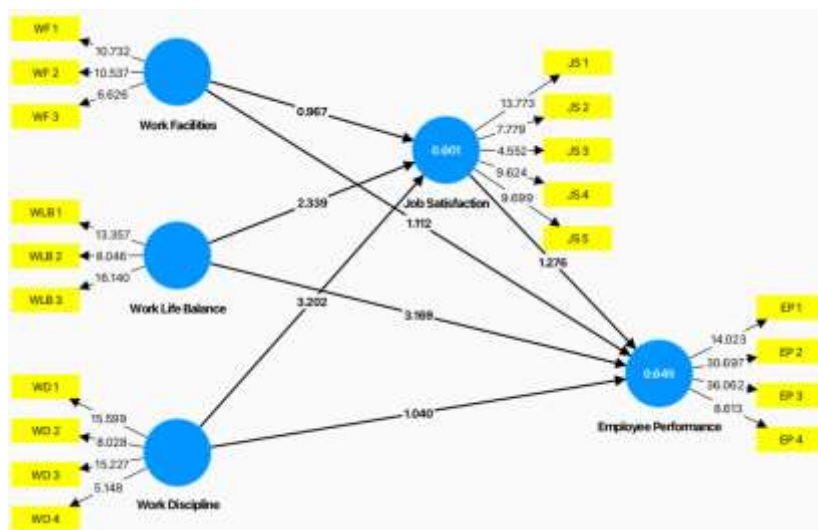 WF 1
10.732
WF 2
10.537
WF 3
6.626
Work Facilities
0.967
JS 1
13.773
JS 2
7.779
JS 3
4.552
JS 4
9.624
JS 5
9.699
0.601
Job Satisfaction
1.112
WLB 1
13.357
WLB 2
8.046
WLB 3
16.140
Work Life Balance
2.339
3.202
3.169
1.276
EP 1
14.023
EP 2
EP 3
36.062
EP 4
8.613
Employee Performance
WD 1
15.599
WD 2
8.028
WD 3
15.227
WD 4
5.148
Work Discipline
1.040